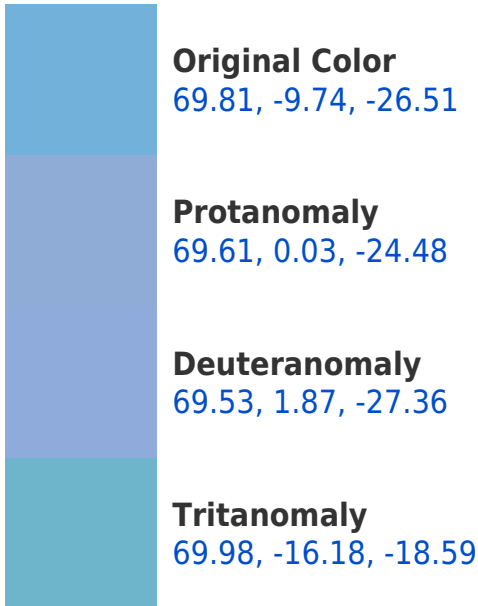 Original Color
69.81, -9.74, -26.51
Protanomaly
69.61, 0.03, -24.48
Deuteranomaly
69.53, 1.87, -27.36
Tritanomaly
69.98, -16.18, -18.59